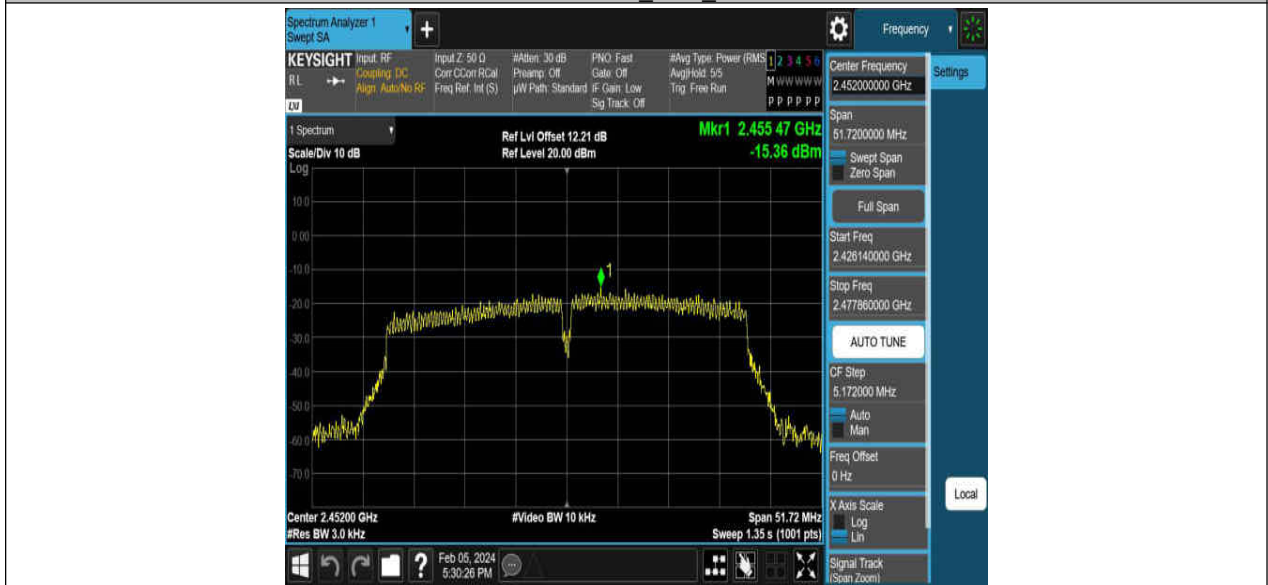 Spectrum Analyzer 1
Swept SA
+
Frequency
KEYSIGHT
RL
Input: RF
Coupling: DC
Align: Auto/No RF
Input Z: 50 Ω
Corr CCorr RCal
Freq Ref: Int (S)
#Atten: 30 dB
Preamp: Off
µW Path: Standard
PNO: Fast
Gate: Off
IF Gain: Low
Sig Track: Off
#Avg Type: Power (RMS
Avg|Hold: 5/5
Trig: Free Run
1 2 3 4 5 6
M W W W W W
P P P P P P
1 Spectrum
Scale/Div 10 dB
Log
Ref Lvl Offset 12.21 dB
Ref Level 20.00 dBm
Mkr1 2.455 47 GHz
-15.36 dBm
10.0
0.00
-10.0
-20.0
-30.0
-40.0
-50.0
-60.0
-70.0
1
Center 2.45200 GHz
#Res BW 3.0 kHz
#Video BW 10 kHz
Span 51.72 MHz
Sweep 1.35 s (1001 pts)
Feb 05, 2024
5:30:26 PM
?
Center Frequency
2.452000000 GHz
Settings
Span
51.7200000 MHz
Swept Span
Zero Span
Full Span
Start Freq
2.426140000 GHz
Stop Freq
2.477860000 GHz
AUTO TUNE
CF Step
5.172000 MHz
Auto
Man
Freq Offset
0 Hz
X Axis Scale
Log
Lin
Local
Signal Track
(Span Zoom)